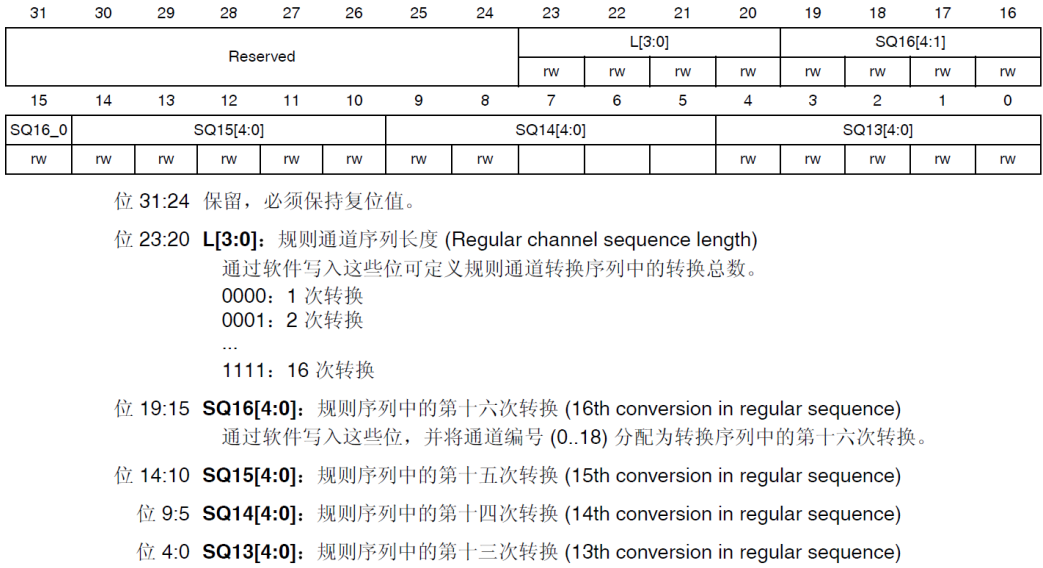 31 30 29 28 27 26 25 24 23 22 21 20 19 18 17 16
Reserved L[3:0] SQ16[4:1]
rw rw rw rw rw rw rw rw
15 14 13 12 11 10 9 8 7 6 5 4 3 2 1 0
SQ16_0 SQ15[4:0] SQ14[4:0] SQ13[4:0]
rw rw rw rw rw rw rw rw rw rw rw rw rw
位 31:24 保留，必须保持复位值。
位 23:20 L[3:0]：规则通道序列长度 (Regular channel sequence length)
通过软件写入这些位可定义规则通道转换序列中的转换总数。
0000：1 次转换
0001：2 次转换
...
1111：16 次转换
位 19:15 SQ16[4:0]：规则序列中的第十六次转换 (16th conversion in regular sequence)
通过软件写入这些位，并将通道编号 (0..18) 分配为转换序列中的第十六次转换。
位 14:10 SQ15[4:0]：规则序列中的第十五次转换 (15th conversion in regular sequence)
位 9:5 SQ14[4:0]：规则序列中的第十四次转换 (14th conversion in regular sequence)
位 4:0 SQ13[4:0]：规则序列中的第十三次转换 (13th conversion in regular sequence)